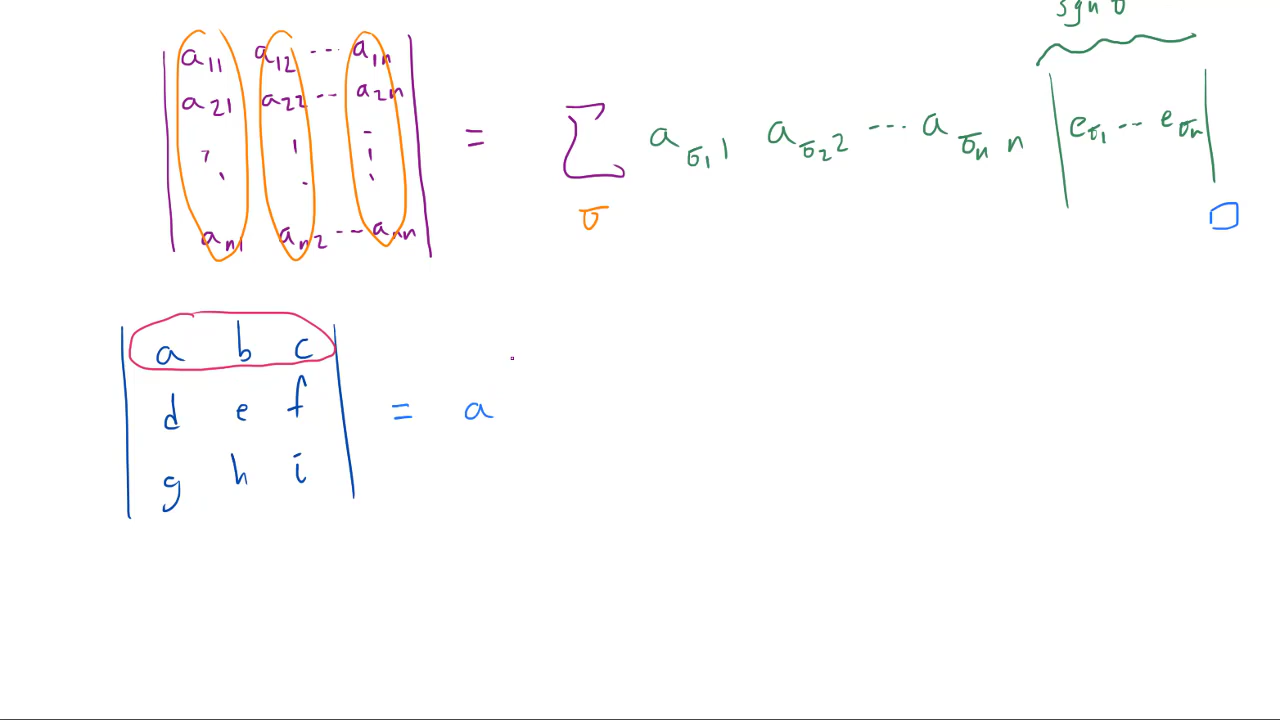 sgn σ
| a11 a12 ... a1n |
| a21 a22 ... a2n |
| an1 an2 ... ann | = Σσ aσ1 1 aσ2 2 ... aσn n | eσ1 ... eσn |
| a b c |
| d e f | = a
| g h i |